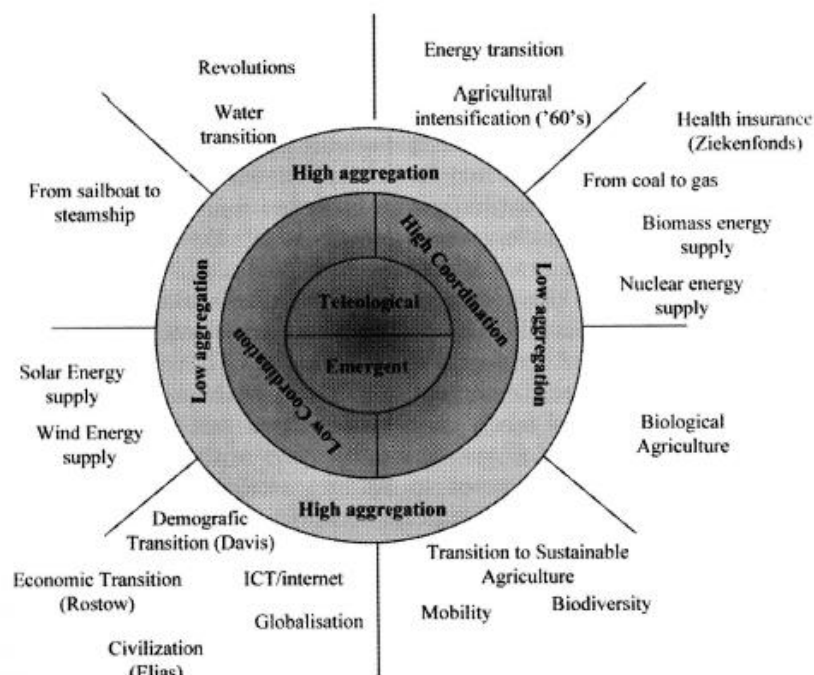 Revolutions
Energy transition
Water
transition
Agricultural
intensification ('60's)
Health insurance
(Ziekenfonds)
From sailboat to
steamship
From coal to gas
Biomass energy
supply
Nuclear energy
supply
High aggregation
High Coordination
Low aggregation
Low aggregation
Teleological
Emergent
Low Coordination
High aggregation
Solar Energy
supply
Wind Energy
supply
Biological
Agriculture
Demografic
Transition (Davis)
Economic Transition
(Rostow)
ICT/internet
Globalisation
Civilization
(Elias)
Transition to Sustainable
Agriculture
Mobility
Biodiversity